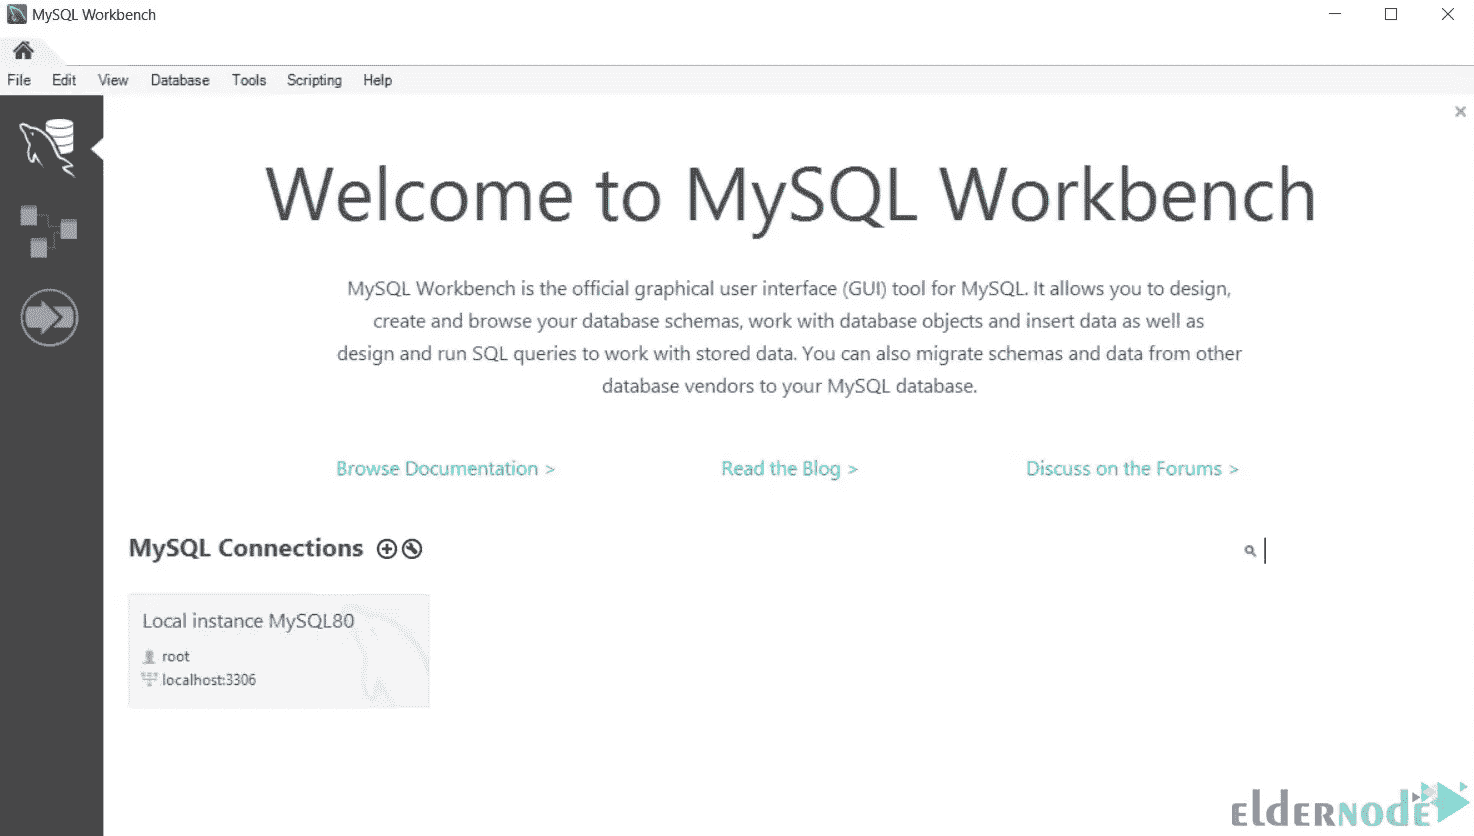 MySQL Workbench
File Edit View Database Tools Scripting Help
Welcome to MySQL Workbench
MySQL Workbench is the official graphical user interface (GUI) tool for MySQL. It allows you to design,
create and browse your database schemas, work with database objects and insert data as well as
design and run SQL queries to work with stored data. You can also migrate schemas and data from other
database vendors to your MySQL database.
Browse Documentation > Read the Blog > Discuss on the Forums >
MySQL Connections
Local instance MySQL80
root
localhost:3306
ELDERNODE